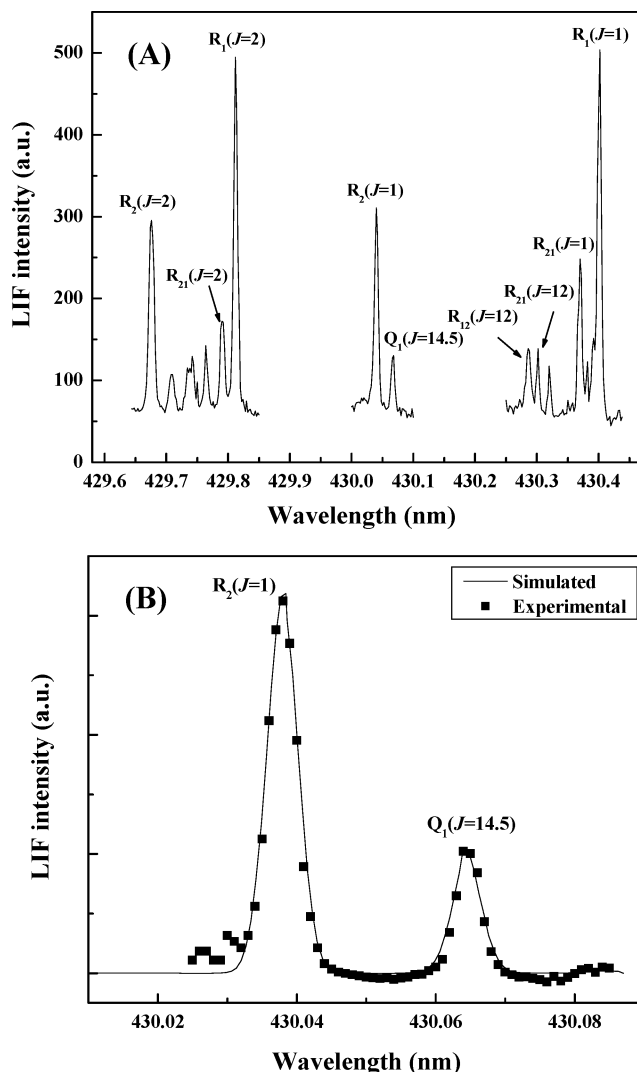 (A)
R₁(J=2)
R₁(J=1)
R₂(J=2)
R₂(J=1)
R₂₁(J=2)
R₂₁(J=1)
R₂₁(J=12)
R₁₂(J=12)
Q₁(J=14.5)
500
400
300
200
100
0
LIF intensity (a.u.)
429.6 429.7 429.8 429.9 430.0 430.1 430.2 430.3 430.4
Wavelength (nm)
(B)
R₂(J=1)
Simulated
Experimental
Q₁(J=14.5)
LIF intensity (a.u.)
430.02 430.04 430.06 430.08
Wavelength (nm)